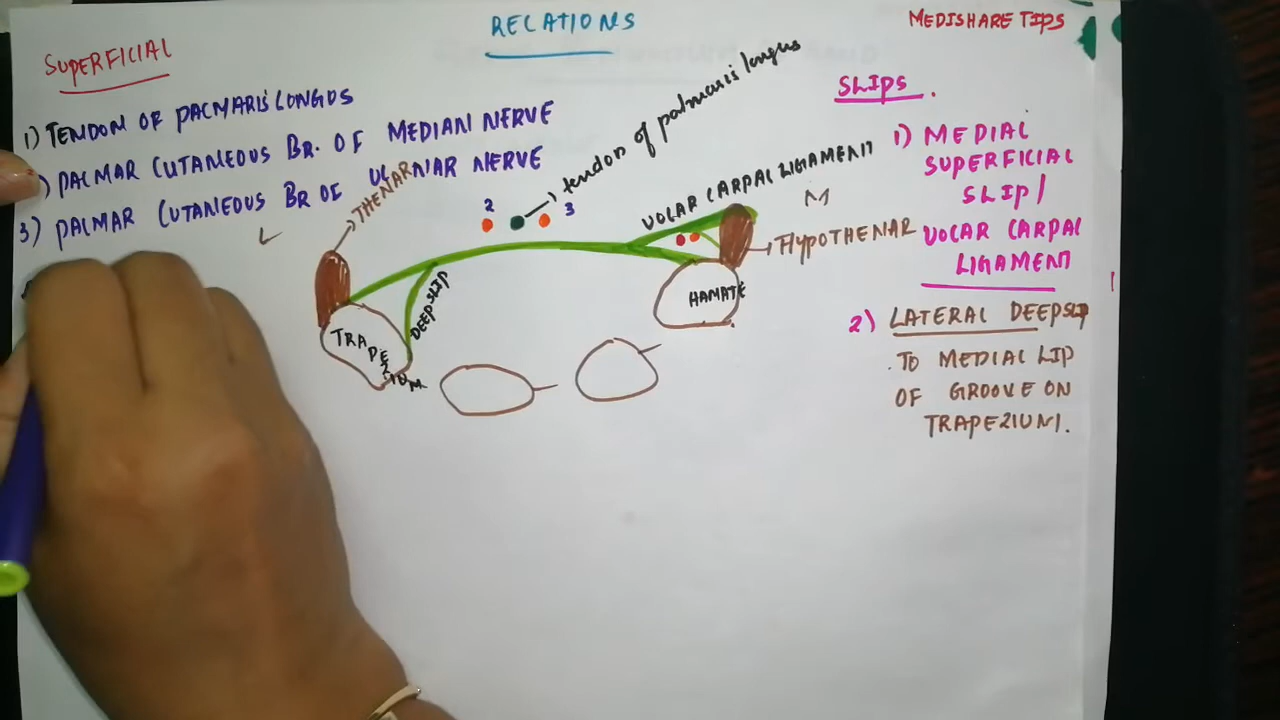 RELATIONS
MEDISHARE TIPS
SUPERFICIAL
1) TENDON OF PALMARIS LONGUS
) PALMAR CUTANEOUS BR. OF MEDIAN NERVE
3) PALMAR CUTANEOUS BR OF ULARNAR NERVE
L
THENAR
2
3
tendon of palmaris longus
VOLAR CARPAL LIGAMENT
M
HYPOTHENAR
HAMATE
DEEP SLIP
TRAPEZIUM
SLIPS.
1) MEDIAL
SUPERFICIAL
SLIP/
VOLAR CARPAL
LIGAMENT
2) LATERAL DEEP SLIP
TO MEDIAL LIP
OF GROOVE ON
TRAPEZIUM.